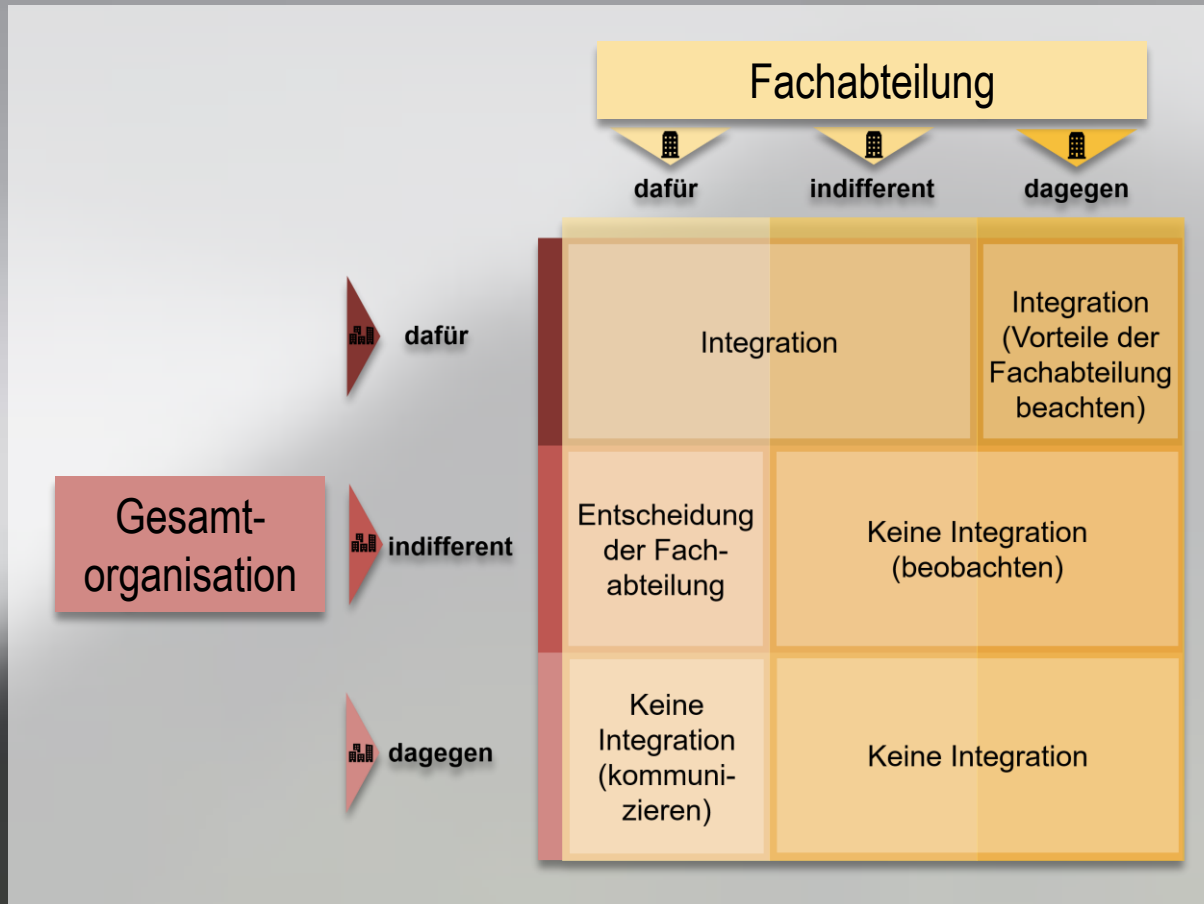 Fachabteilung
dafür
indifferent
dagegen
dafür
Integration
Integration
(Vorteile der
Fachabteilung
beachten)
Gesamt-
organisation
indifferent
Entscheidung
der Fach-
abteilung
Keine Integration
(beobachten)
dagegen
Keine
Integration
(kommuni-
zieren)
Keine Integration